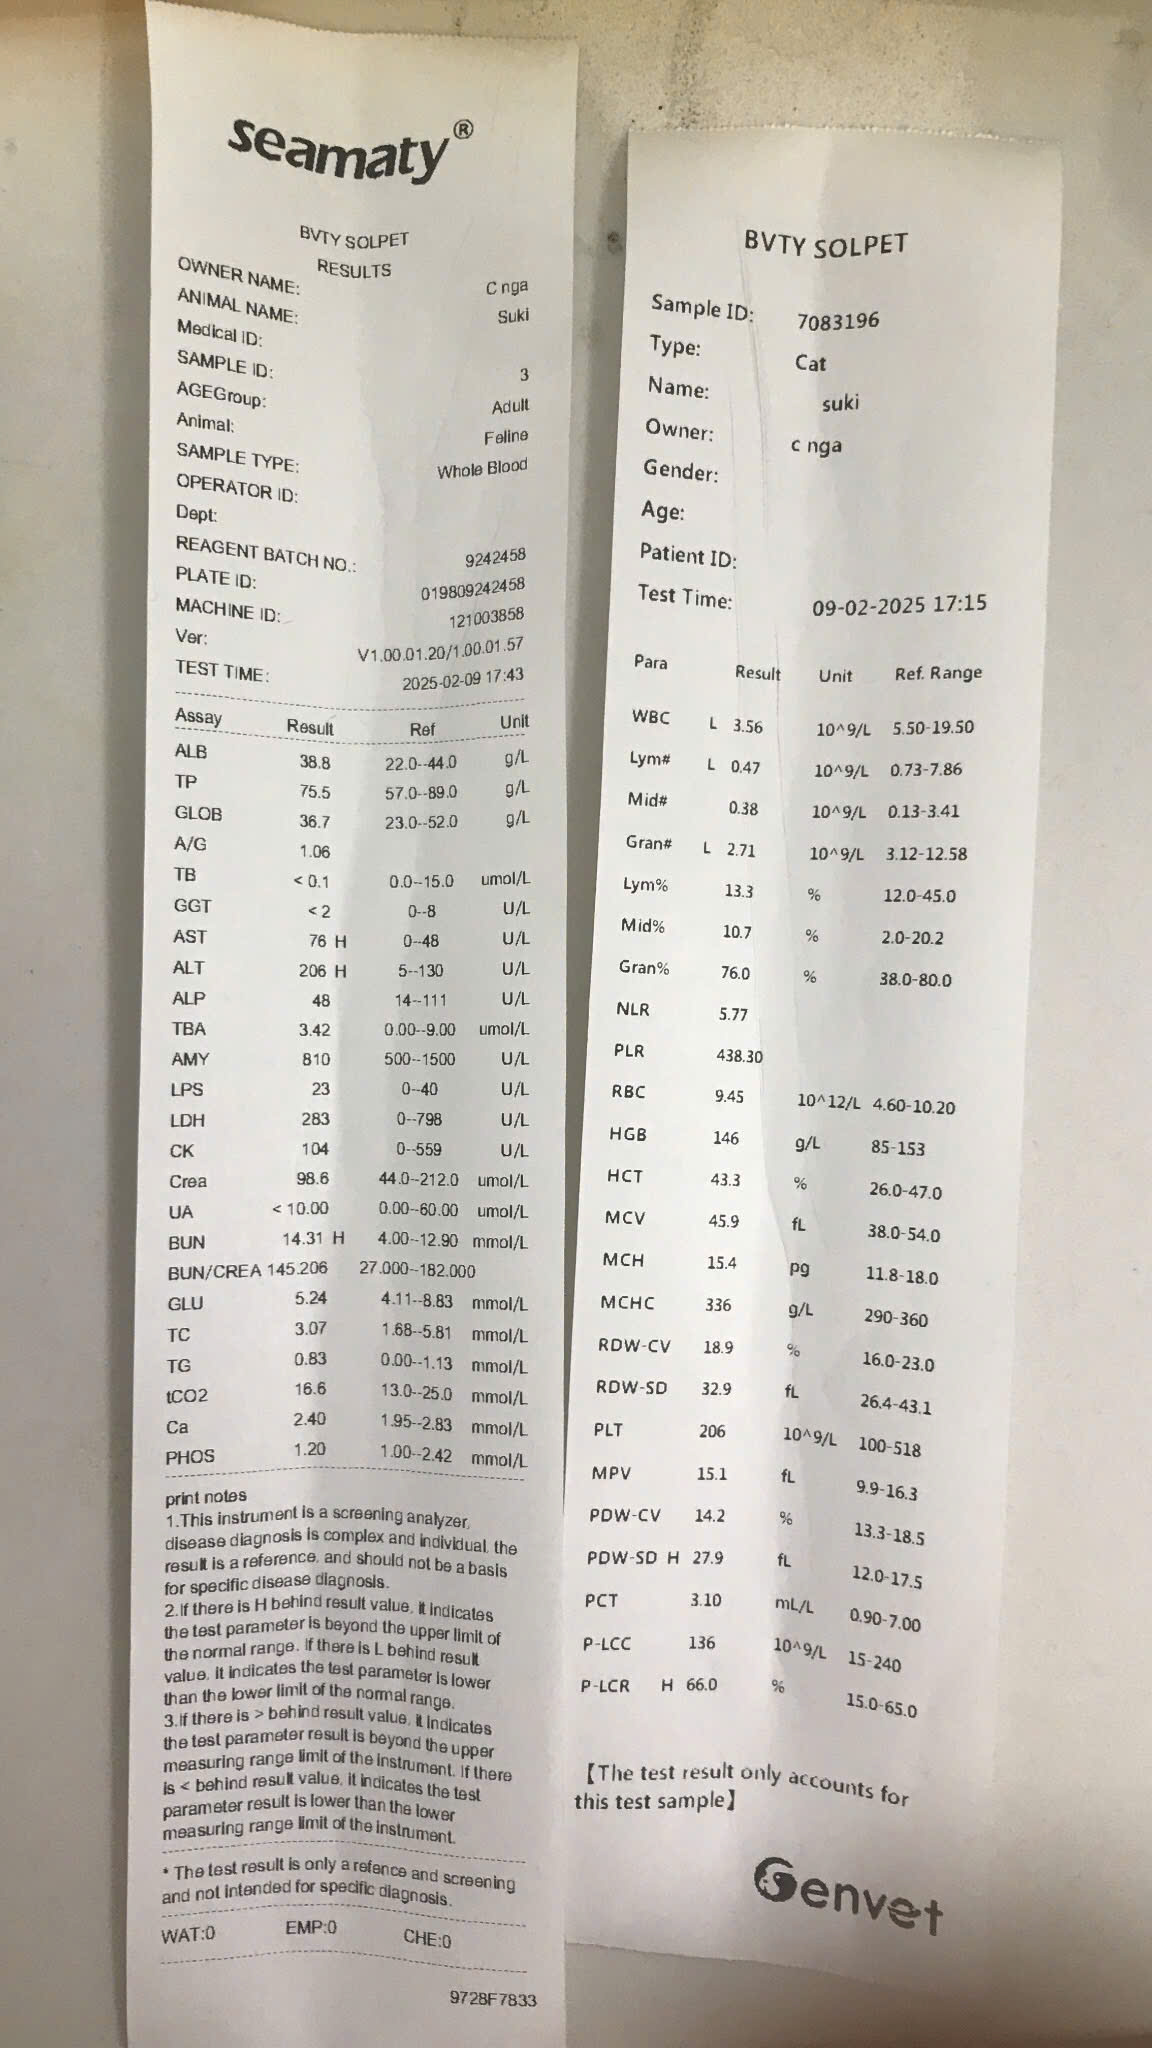 seamaty®
BVTY SOLPET
RESULTS
OWNER NAME: C nga
ANIMAL NAME: Suki
Medical ID:
SAMPLE ID: 3
AGEGroup: Adult
Animal: Feline
SAMPLE TYPE: Whole Blood
OPERATOR ID:
Dept:
REAGENT BATCH NO.: 9242458
PLATE ID: 019809242458
MACHINE ID: 121003858
Ver: V1.00.01.20/1.00.01.57
TEST TIME: 2025-02-09 17:43
Assay Result Ref Unit
ALB 38.8 22.0--44.0 g/L
TP 75.5 57.0--89.0 g/L
GLOB 36.7 23.0--52.0 g/L
A/G 1.06
TB < 0.1 0.0--15.0 umol/L
GGT < 2 0--8 U/L
AST 76 H 0--48 U/L
ALT 206 H 5--130 U/L
ALP 48 14--111 U/L
TBA 3.42 0.00--9.00 umol/L
AMY 810 500--1500 U/L
LPS 23 0--40 U/L
LDH 283 0--798 U/L
CK 104 0--559 U/L
Crea 98.6 44.0--212.0 umol/L
UA < 10.00 0.00--60.00 umol/L
BUN 14.31 H 4.00--12.90 mmol/L
BUN/CREA 145.206 27.000--182.000
GLU 5.24 4.11--8.83 mmol/L
TC 3.07 1.68--5.81 mmol/L
TG 0.83 0.00--1.13 mmol/L
tCO2 16.6 13.0--25.0 mmol/L
Ca 2.40 1.95--2.83 mmol/L
PHOS 1.20 1.00--2.42 mmol/L
print notes
1.This instrument is a screening analyzer,
disease diagnosis is complex and individual, the
result is a reference, and should not be a basis
for specific disease diagnosis.
2.If there is H behind result value, it indicates
the test parameter is beyond the upper limit of
the normal range. If there is L behind result
value, it indicates the test parameter is lower
than the lower limit of the normal range.
3.If there is > behind result value, it indicates
the test parameter result is beyond the upper
measuring range limit of the instrument. If there
is < behind result value, it indicates the test
parameter result is lower than the lower
measuring range limit of the instrument.
* The test result is only a refence and screening
and not intended for specific diagnosis.
WAT:0 EMP:0 CHE:0
9728F7833
BVTY SOLPET
Sample ID: 7083196
Type: Cat
Name: suki
Owner: c nga
Gender:
Age:
Patient ID:
Test Time: 09-02-2025 17:15
Para Result Unit Ref. Range
WBC L 3.56 10^9/L 5.50-19.50
Lym# L 0.47 10^9/L 0.73-7.86
Mid# 0.38 10^9/L 0.13-3.41
Gran# L 2.71 10^9/L 3.12-12.58
Lym% 13.3 % 12.0-45.0
Mid% 10.7 % 2.0-20.2
Gran% 76.0 % 38.0-80.0
NLR 5.77
PLR 438.30
RBC 9.45 10^12/L 4.60-10.20
HGB 146 g/L 85-153
HCT 43.3 % 26.0-47.0
MCV 45.9 fL 38.0-54.0
MCH 15.4 pg 11.8-18.0
MCHC 336 g/L 290-360
RDW-CV 18.9 % 16.0-23.0
RDW-SD 32.9 fL 26.4-43.1
PLT 206 10^9/L 100-518
MPV 15.1 fL 9.9-16.3
PDW-CV 14.2 % 13.3-18.5
PDW-SD H 27.9 fL 12.0-17.5
PCT 3.10 mL/L 0.90-7.00
P-LCC 136 10^9/L 15-240
P-LCR H 66.0 % 15.0-65.0
【The test result only accounts for
this test sample】
Genvet